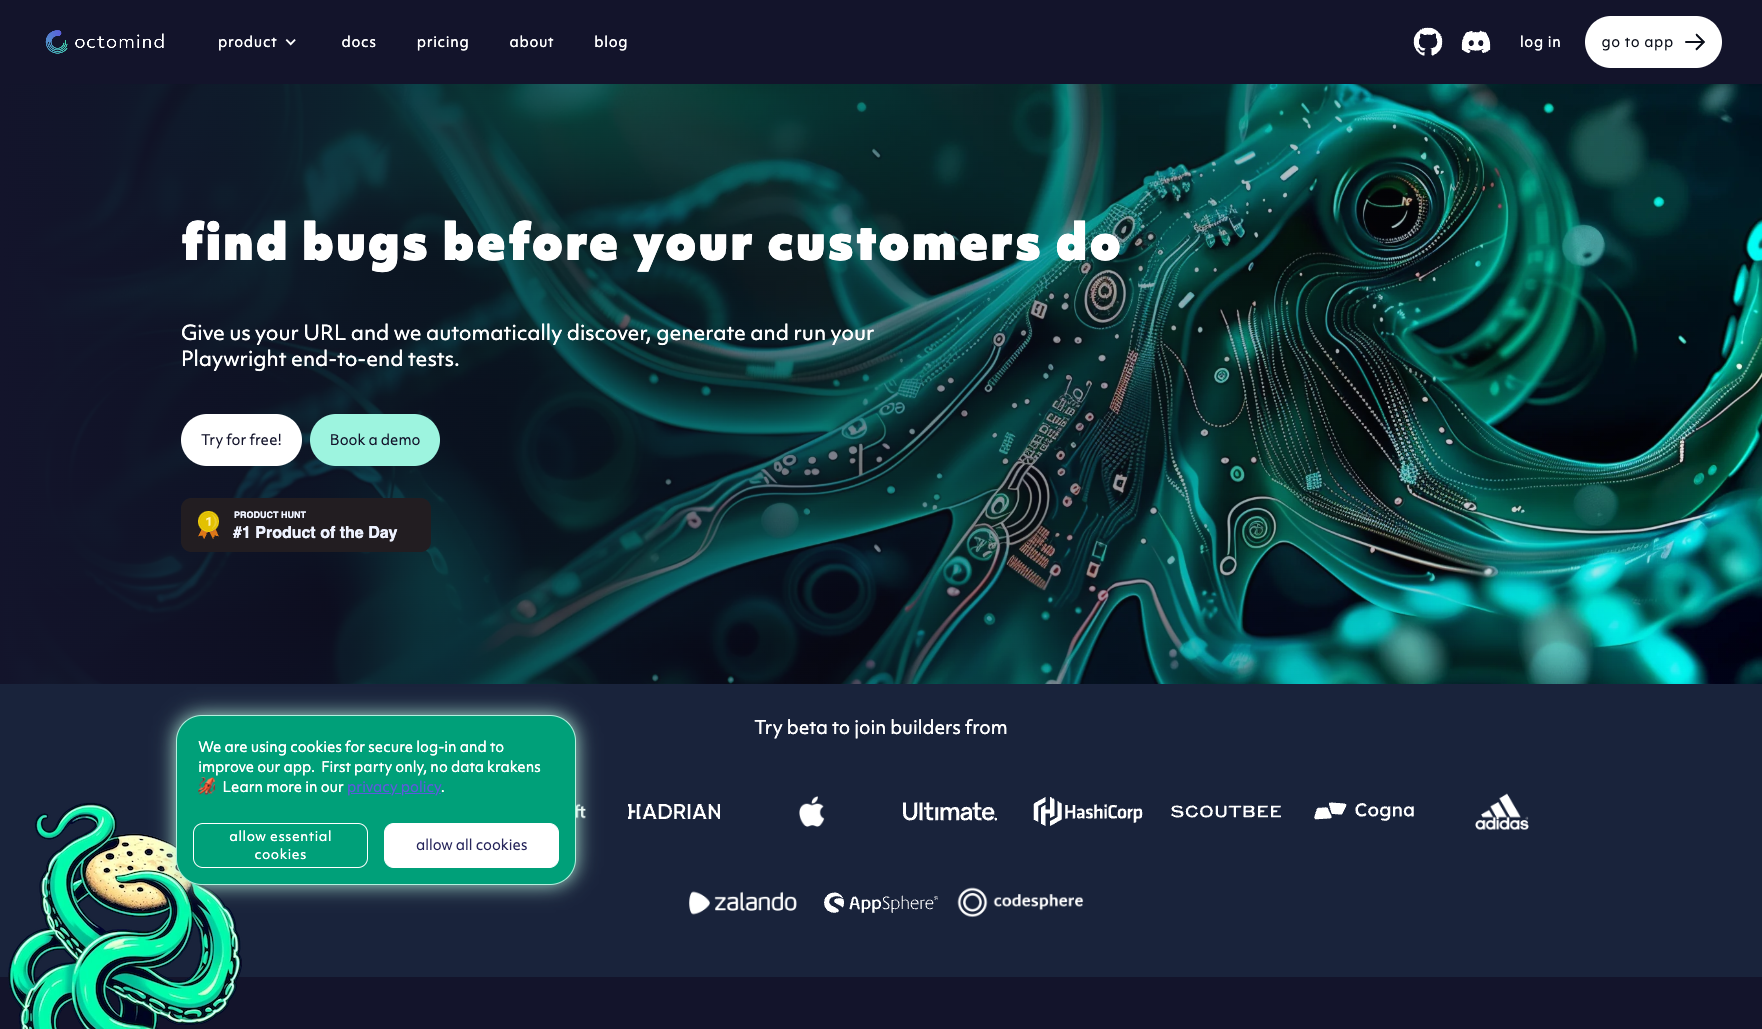 octomind
product
docs
pricing
about
blog
log in
go to app
find bugs before your customers do
Give us your URL and we automatically discover, generate and run your
Playwright end-to-end tests.
Try for free!
Book a demo
1
PRODUCT HUNT
#1 Product of the Day
Try beta to join builders from
We are using cookies for secure log-in and to
improve our app. First party only, no data krakens
Learn more in our privacy policy.
allow essential
cookies
allow all cookies
ft
HADRIAN
Ultimate.
HashiCorp
SCOUTBEE
Cogna
adidas
zalando
AppSphere
codesphere